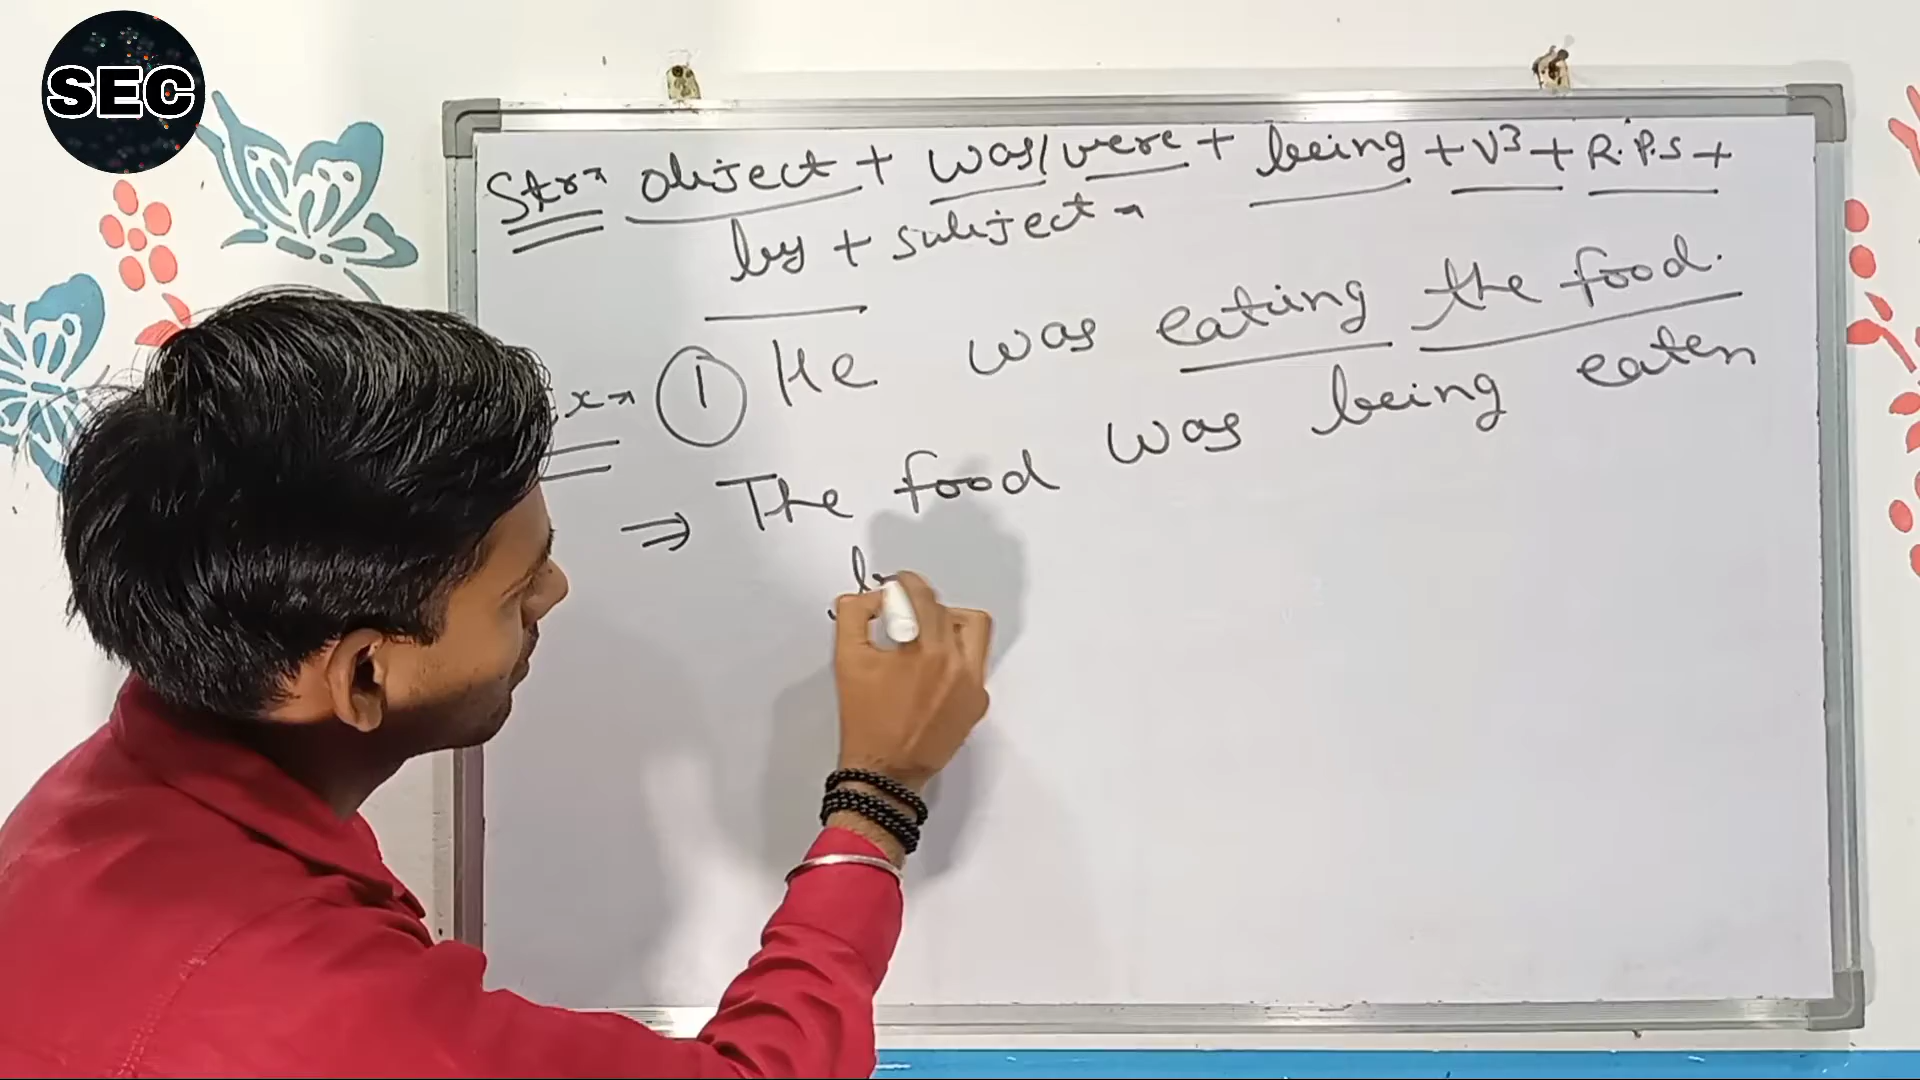 SEC
Str→ object + was/were + being + V3 + R.P.S +
by + subject →
Ex→ ① He was eating the food.
⇒ The food was being eaten